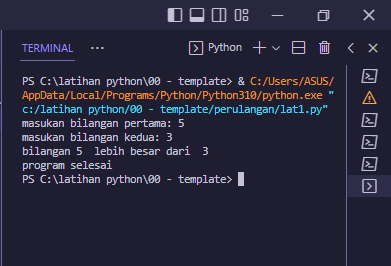 TERMINAL ··· Python
PS C:\latihan python\00 - template> & C:/Users/ASUS/
AppData/Local/Programs/Python/Python310/python.exe "
c:/latihan python/00 - template/perulangan/lat1.py"
masukan bilangan pertama: 5
masukan bilangan kedua: 3
bilangan 5  lebih besar dari  3
program selesai
PS C:\latihan python\00 - template>